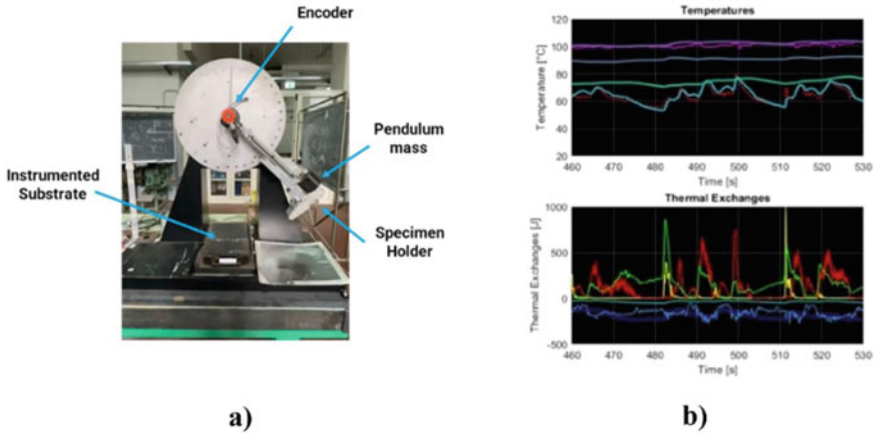 Encoder
Pendulum
mass
Instrumented
Substrate
Specimen
Holder
a)
Temperatures
Temperature [°C]
120
100
80
60
40
20
460 470 480 490 500 510 520 530
Time [s]
Thermal Exchanges
Thermal Exchanges [J]
1000
500
0
-500
460 470 480 490 500 510 520 530
Time [s]
b)